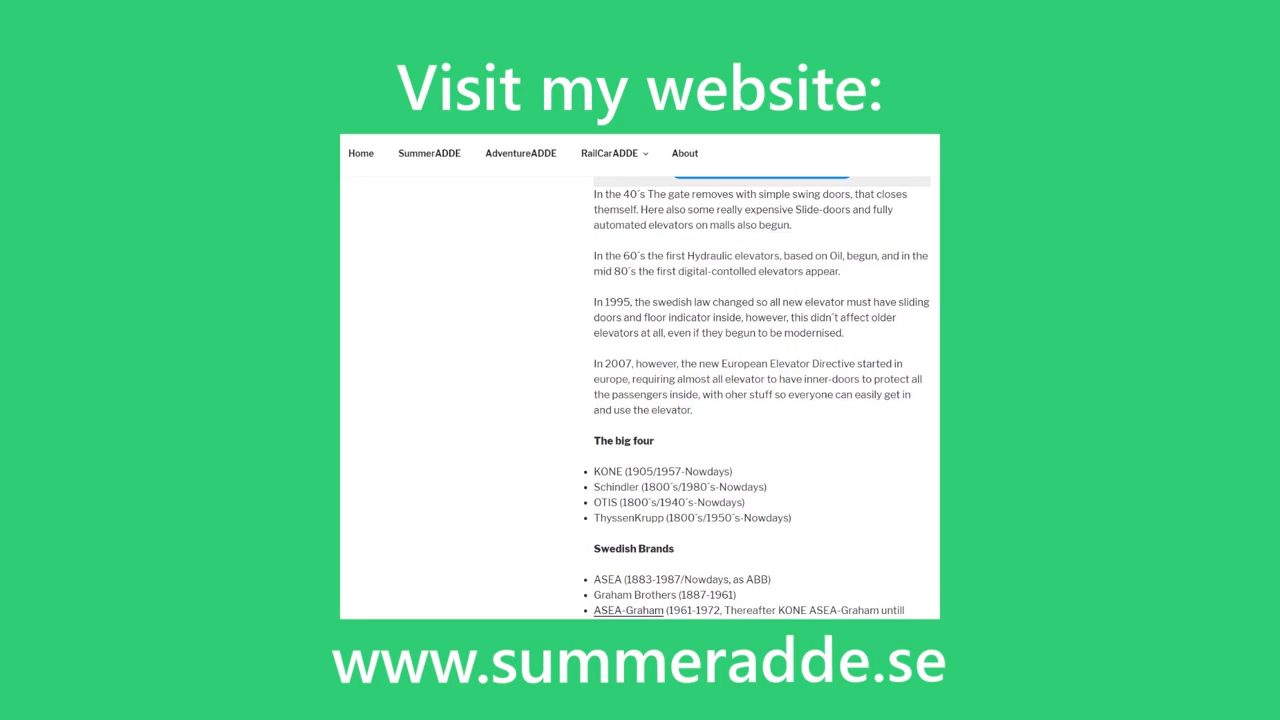 Visit my website:
Home SummerADDE AdventureADDE RailCarADDE About
In the 40´s The gate removes with simple swing doors, that closes
themself. Here also some really expensive Slide-doors and fully
automated elevators on malls also begun.
In the 60´s the first Hydraulic elevators, based on Oil, begun, and in the
mid 80´s the first digital-contolled elevators appear.
In 1995, the swedish law changed so all new elevator must have sliding
doors and floor indicator inside, however, this didn´t affect older
elevators at all, even if they begun to be modernised.
In 2007, however, the new European Elevator Directive started in
europe, requiring almost all elevator to have inner-doors to protect all
the passengers inside, with oher stuff so everyone can easily get in
and use the elevator.
The big four
• KONE (1905/1957-Nowdays)
• Schindler (1800´s/1980´s-Nowdays)
• OTIS (1800´s/1940´s-Nowdays)
• ThyssenKrupp (1800´s/1950´s-Nowdays)
Swedish Brands
• ASEA (1883-1987/Nowdays, as ABB)
• Graham Brothers (1887-1961)
• ASEA-Graham (1961-1972, Thereafter KONE ASEA-Graham untill
www.summeradde.se